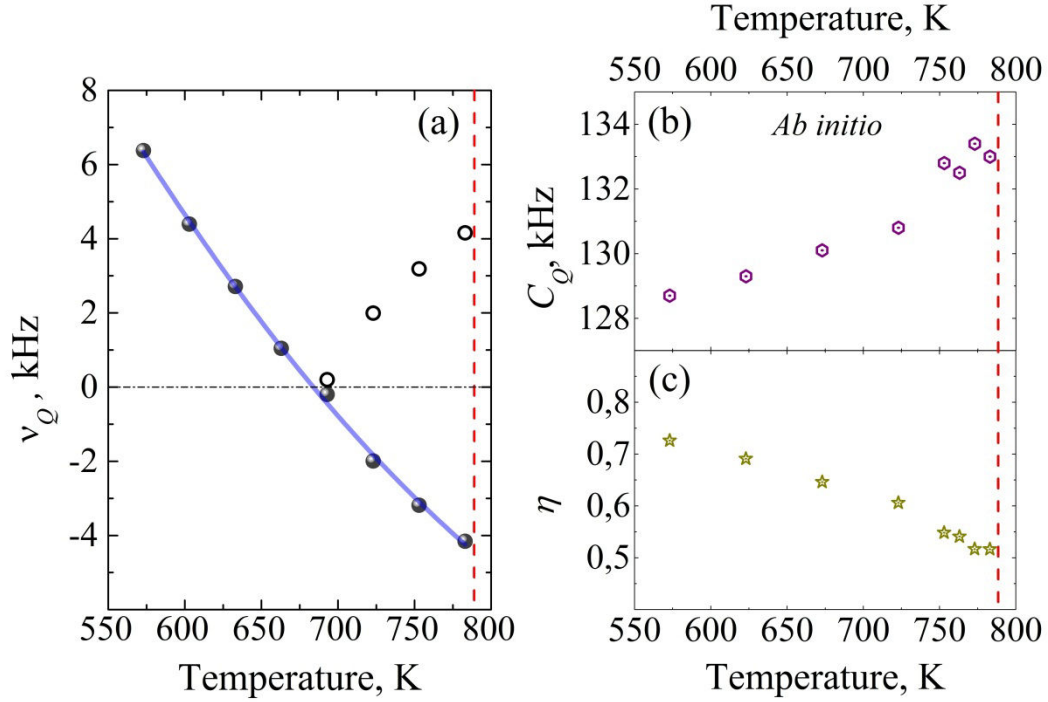 (a)
8
6
4
2
0
-2
-4
ν_Q, kHz
550 600 650 700 750 800
Temperature, K
Temperature, K
550 600 650 700 750 800
(b)
Ab initio
134
132
130
128
C_Q, kHz
(c)
0,8
0,7
0,6
0,5
η
550 600 650 700 750 800
Temperature, K